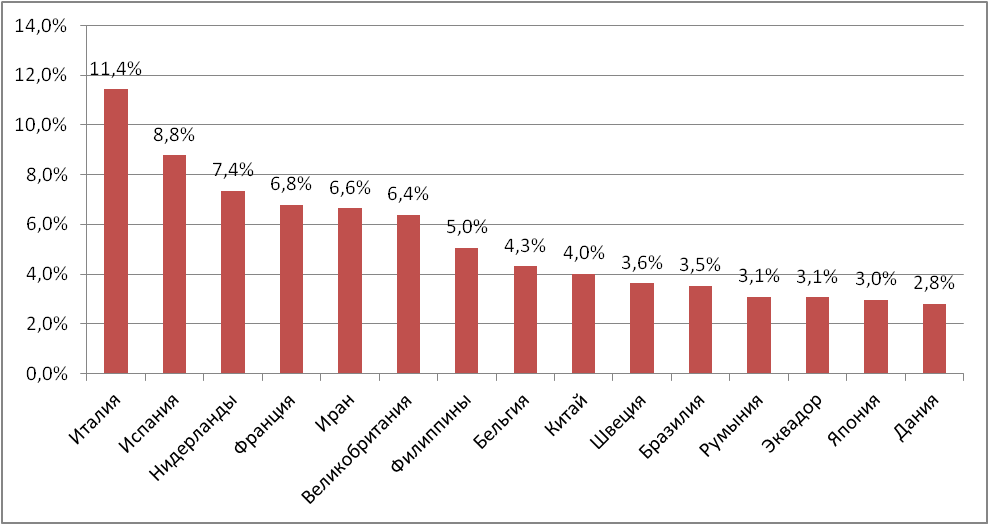 14,0%
12,0%
10,0%
8,0%
6,0%
4,0%
2,0%
0,0%
11,4%
8,8%
7,4%
6,8%
6,6%
6,4%
5,0%
4,3%
4,0%
3,6%
3,5%
3,1%
3,1%
3,0%
2,8%
Италия
Испания
Нидерланды
Франция
Иран
Великобритания
Филиппины
Бельгия
Китай
Швеция
Бразилия
Румыния
Эквадор
Япония
Дания